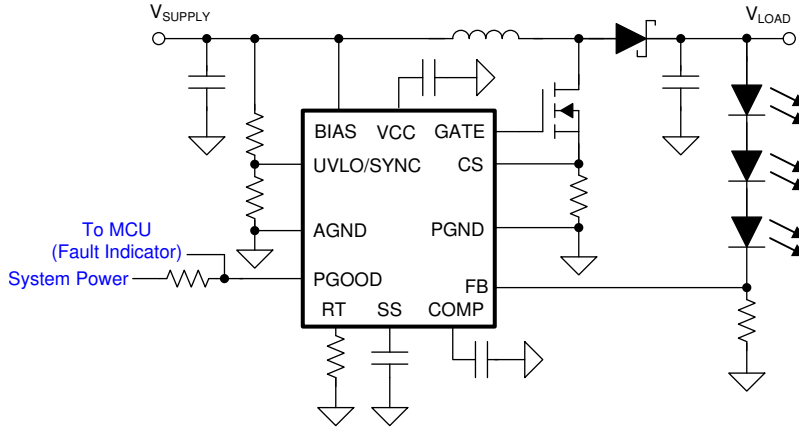 VSUPPLY
VLOAD
BIAS VCC GATE
UVLO/SYNC CS
To MCU
(Fault Indicator)
AGND PGND
System Power
PGOOD FB
RT SS COMP